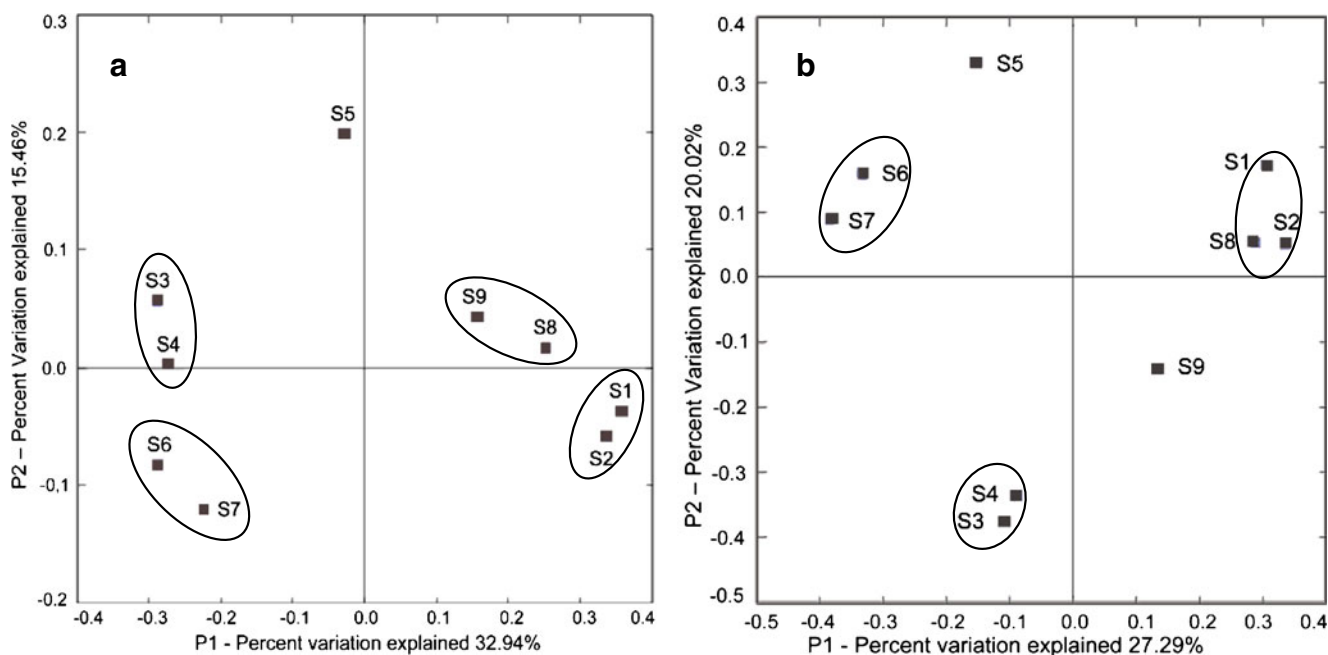 a
0.3
0.2
0.1
0.0
-0.1
-0.2
P2 – Percent Variation explained 15.46%
S5
S3
S4
S9
S8
S1
S2
S6
S7
-0.4 -0.3 -0.2 -0.1 0.0 0.1 0.2 0.3 0.4
P1 - Percent variation explained 32.94%
b
0.4
0.3
0.2
0.1
0.0
-0.1
-0.2
-0.3
-0.4
-0.5
P2 – Percent Variation explained 20.02%
S5
S6
S7
S1
S2
S8
S9
S4
S3
-0.5 -0.4 -0.3 -0.2 -0.1 0.0 0.1 0.2 0.3 0.4
P1 - Percent variation explained 27.29%